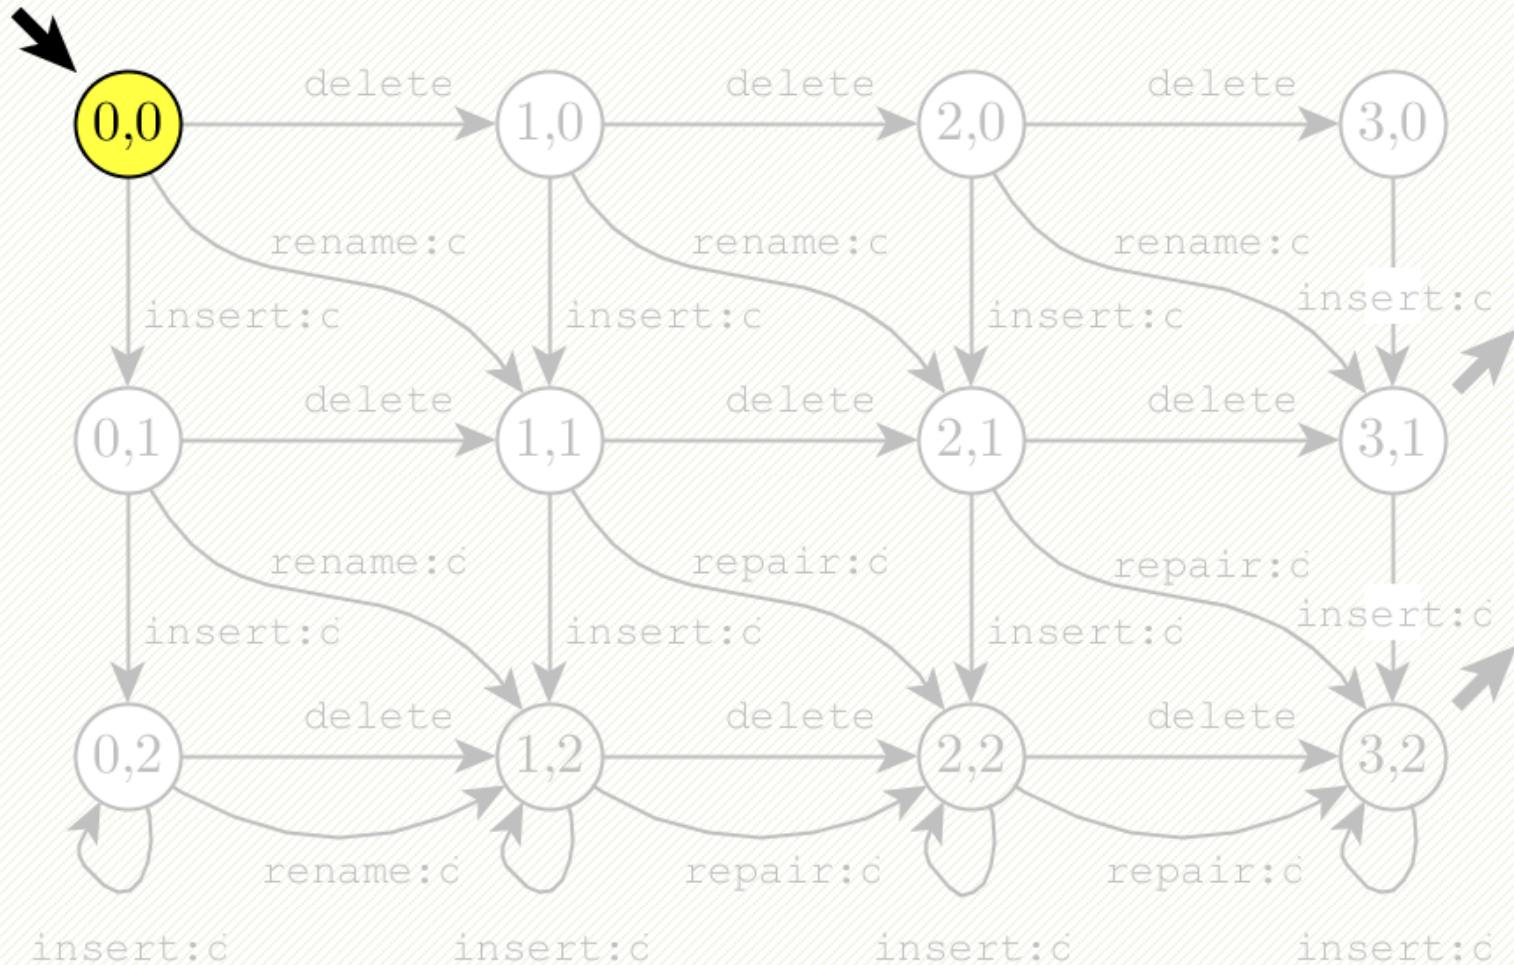 delete delete delete
0,0 1,0 2,0 3,0
rename:c rename:c rename:c
insert:c insert:c insert:c insert:c
delete delete delete
0,1 1,1 2,1 3,1
rename:d repair:d repair:d
insert:d insert:d insert:d insert:d
delete delete delete
0,2 1,2 2,2 3,2
rename:d repair:d repair:d
insert:d insert:d insert:d insert:d